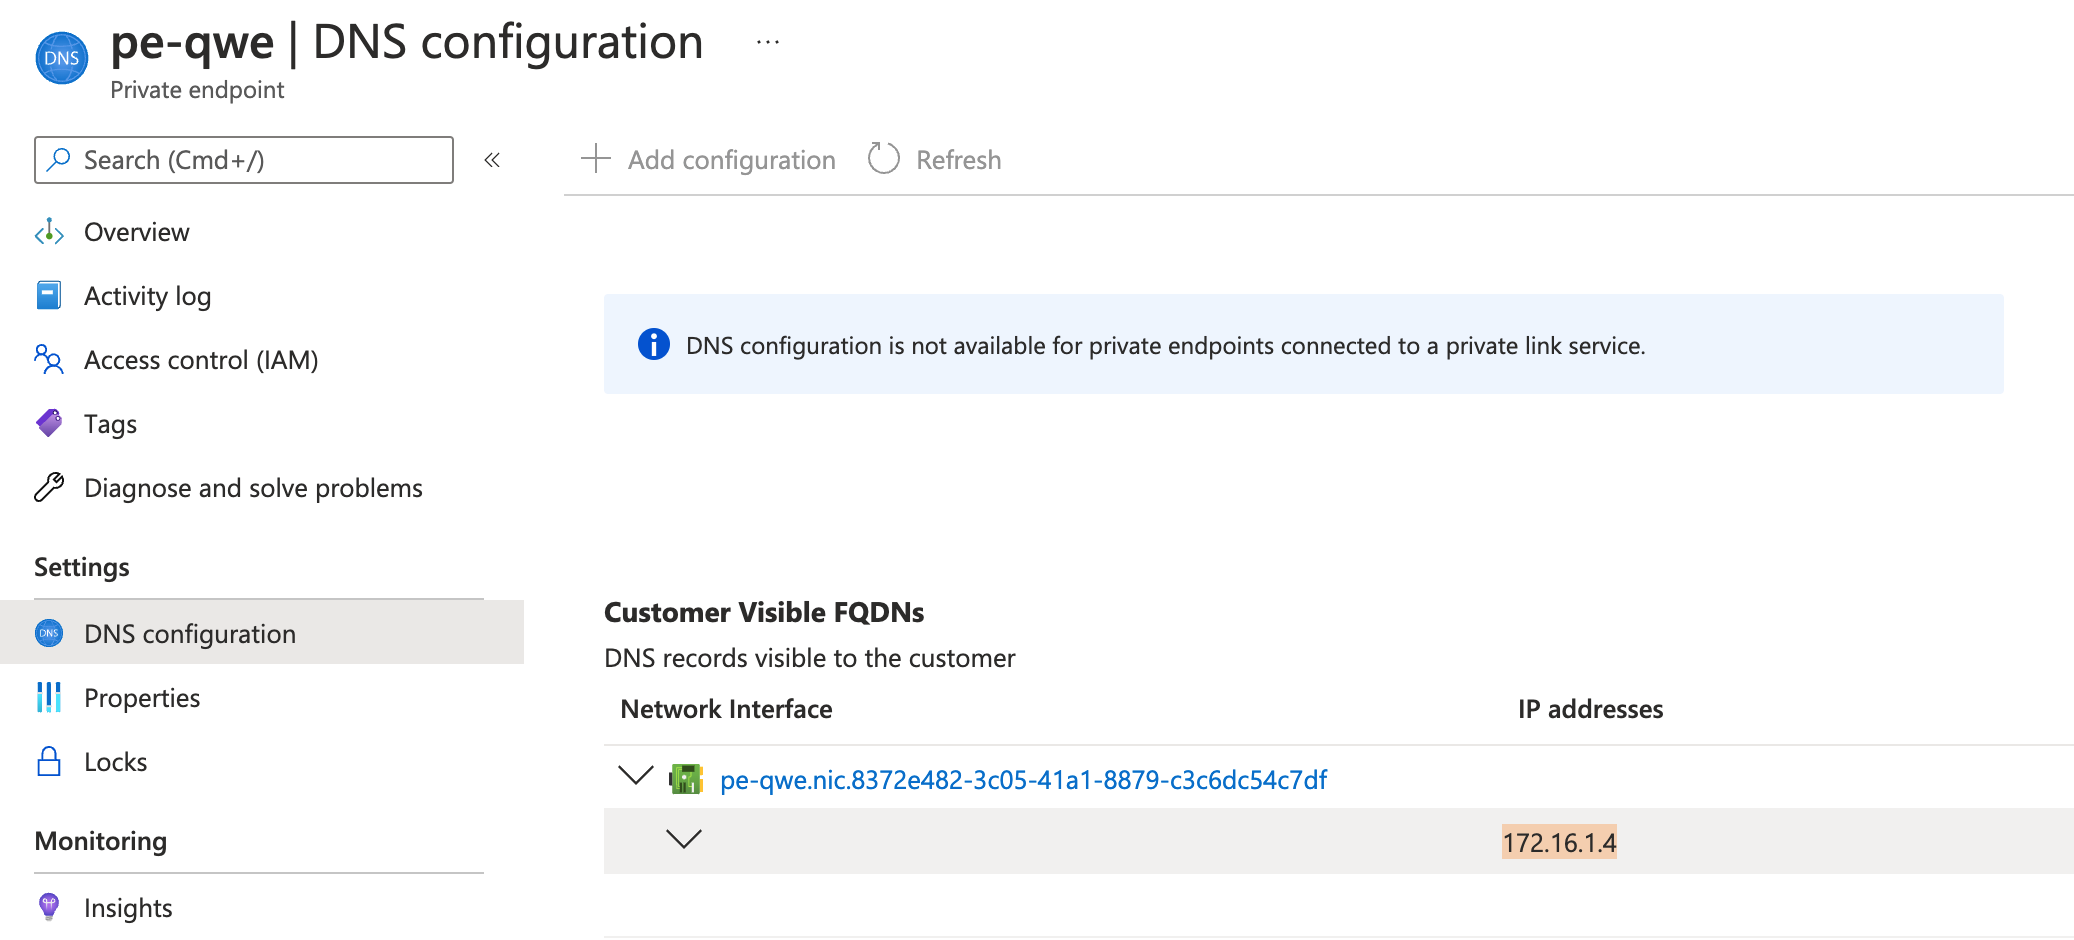 DNS
pe-qwe | DNS configuration ...
Private endpoint
Search (Cmd+/)
«
Add configuration
Refresh
Overview
Activity log
Access control (IAM)
Tags
Diagnose and solve problems
Settings
DNS
DNS configuration
Properties
Locks
Monitoring
Insights
DNS configuration is not available for private endpoints connected to a private link service.
Customer Visible FQDNs
DNS records visible to the customer
Network Interface IP addresses
pe-qwe.nic.8372e482-3c05-41a1-8879-c3c6dc54c7df
172.16.1.4